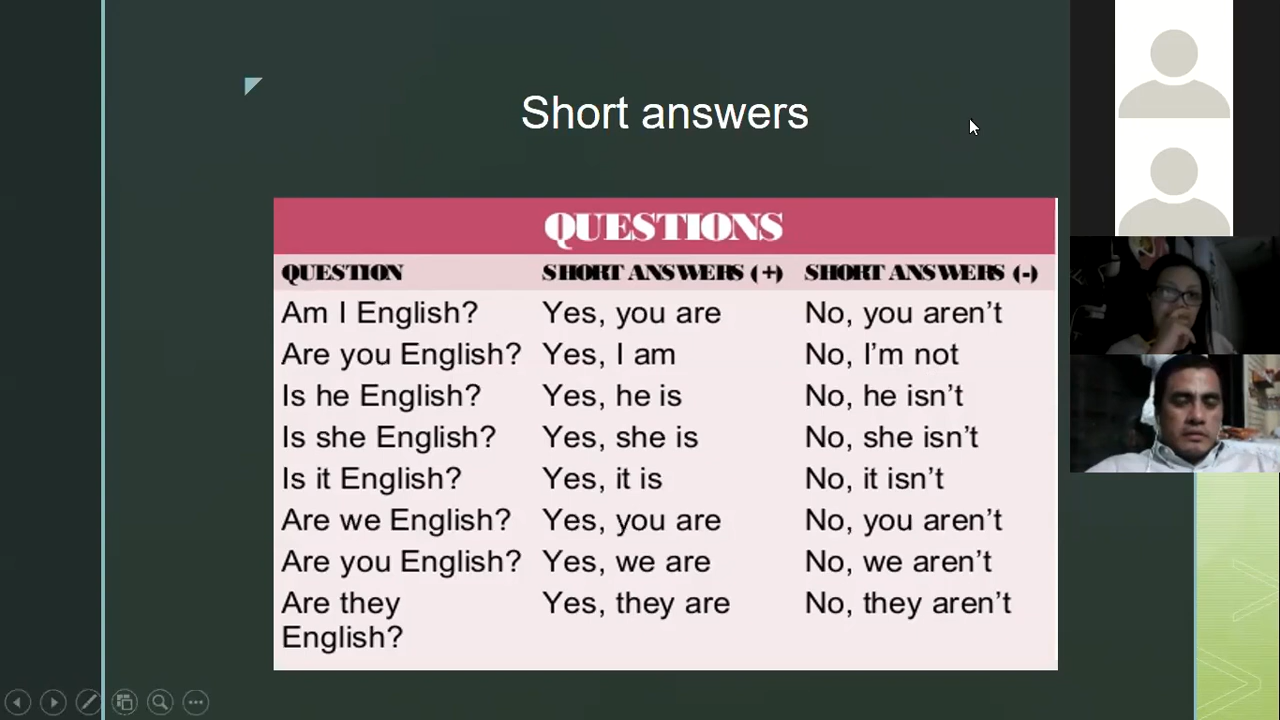 Short answers
QUESTIONS
QUESTION SHORT ANSWERS (+) SHORT ANSWERS (-)
Am I English? Yes, you are No, you aren’t
Are you English? Yes, I am No, I’m not
Is he English? Yes, he is No, he isn’t
Is she English? Yes, she is No, she isn’t
Is it English? Yes, it is No, it isn’t
Are we English? Yes, you are No, you aren’t
Are you English? Yes, we are No, we aren’t
Are they Yes, they are No, they aren’t
English?